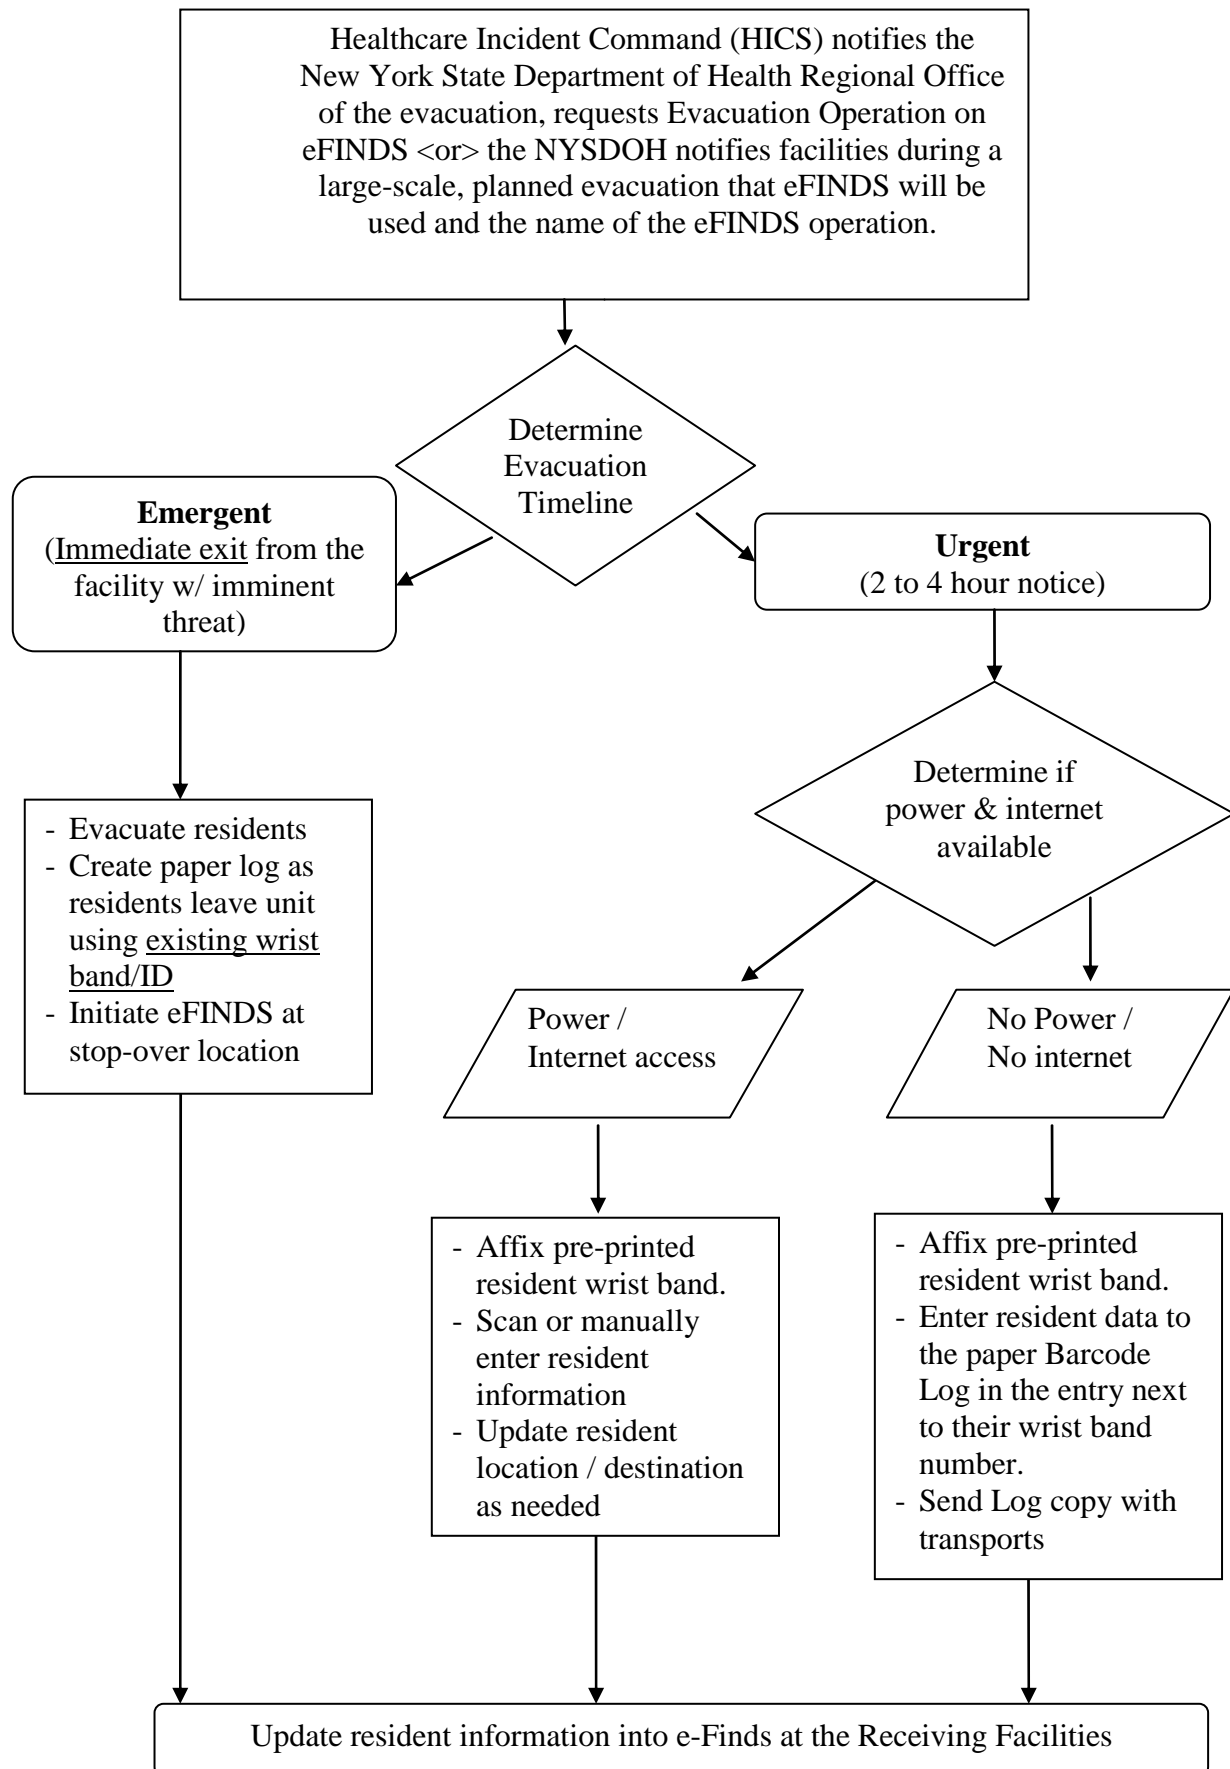 Healthcare Incident Command (HICS) notifies the
New York State Department of Health Regional Office
of the evacuation, requests Evacuation Operation on
eFINDS <or> the NYSDOH notifies facilities during a
large-scale, planned evacuation that eFINDS will be
used and the name of the eFINDS operation.
Determine
Evacuation
Timeline
Emergent
(Immediate exit from the
facility w/ imminent
threat)
Urgent
(2 to 4 hour notice)
Determine if
power & internet
available
- Evacuate residents
- Create paper log as
residents leave unit
using existing wrist
band/ID
- Initiate eFINDS at
stop-over location
Power /
Internet access
No Power /
No internet
- Affix pre-printed
resident wrist band.
- Scan or manually
enter resident
information
- Update resident
location / destination
as needed
- Affix pre-printed
resident wrist band.
- Enter resident data to
the paper Barcode
Log in the entry next
to their wrist band
number.
- Send Log copy with
transports
Update resident information into e-Finds at the Receiving Facilities